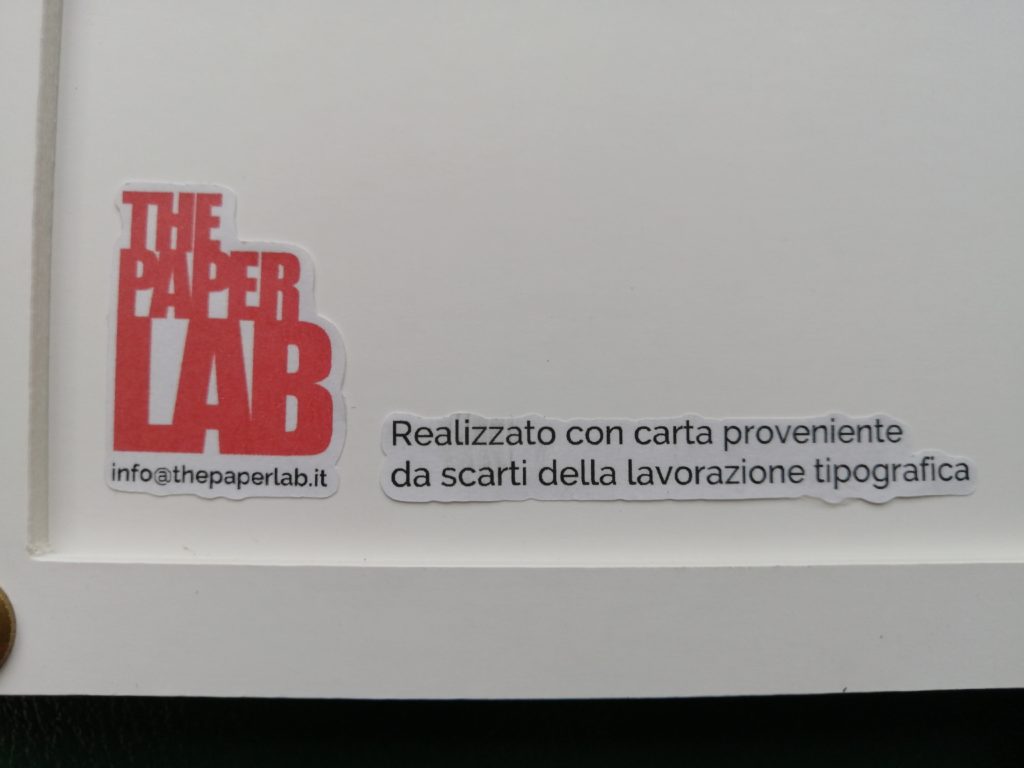 THE
PAPER
LAB
info@thepaperlab.it
Realizzato con carta proveniente
da scarti della lavorazione tipografica